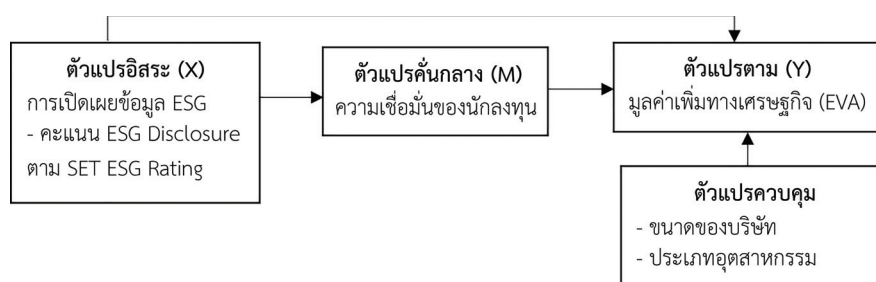 ตัวแปรอิสระ (X)
การเปิดเผยข้อมูล ESG
- คะแนน ESG Disclosure
ตาม SET ESG Rating
ตัวแปรคั่นกลาง (M)
ความเชื่อมั่นของนักลงทุน
ตัวแปรตาม (Y)
มูลค่าเพิ่มทางเศรษฐกิจ (EVA)
ตัวแปรควบคุม
- ขนาดของบริษัท
- ประเภทอุตสาหกรรม